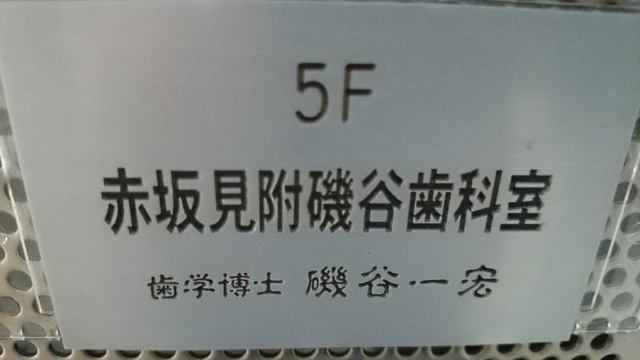 5F
赤坂見附磯谷歯科室
歯学博士 磯谷一宏